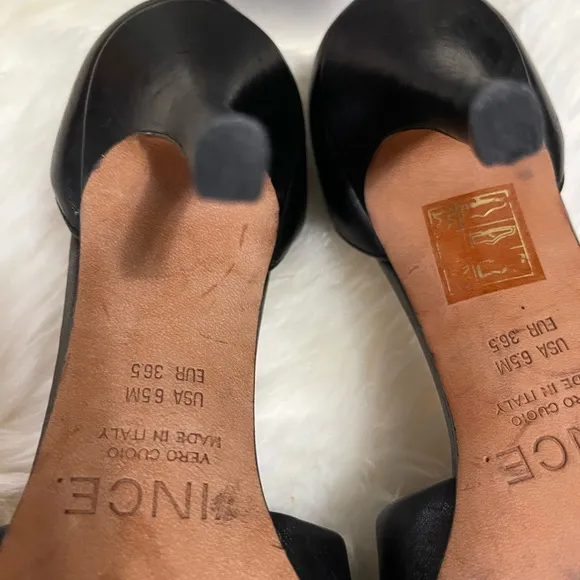 USA 6.5M
EUR 36.5
VERO CUOIO
MADE IN ITALY
VINCE.
USA 6.5M
EUR 36.5
VERO CUOIO
MADE IN ITALY
INCE.